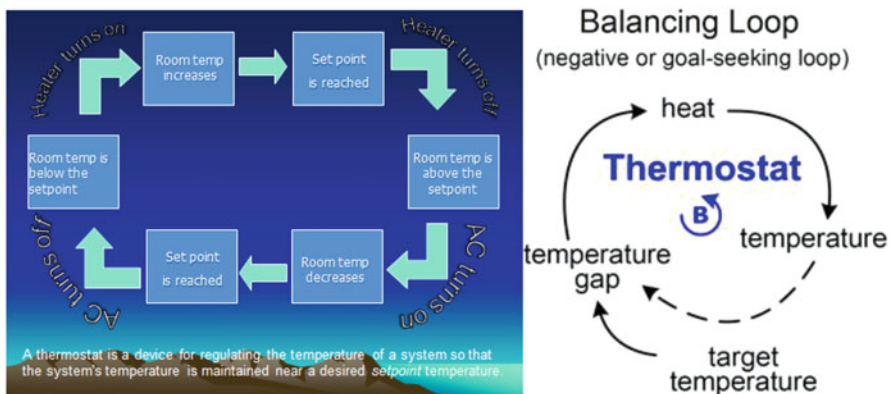 Heater turns on
Room temp
increases
Set point
is reached
Heater turns off
Room temp is
below the
setpoint
Room temp is
above the
setpoint
AC turns off
Set point
is reached
Room temp
decreases
AC turns on
A thermostat is a device for regulating the temperature of a system so that
the system's temperature is maintained near a desired setpoint temperature.
Balancing Loop
(negative or goal-seeking loop)
heat
Thermostat
B
temperature
temperature
gap
target
temperature